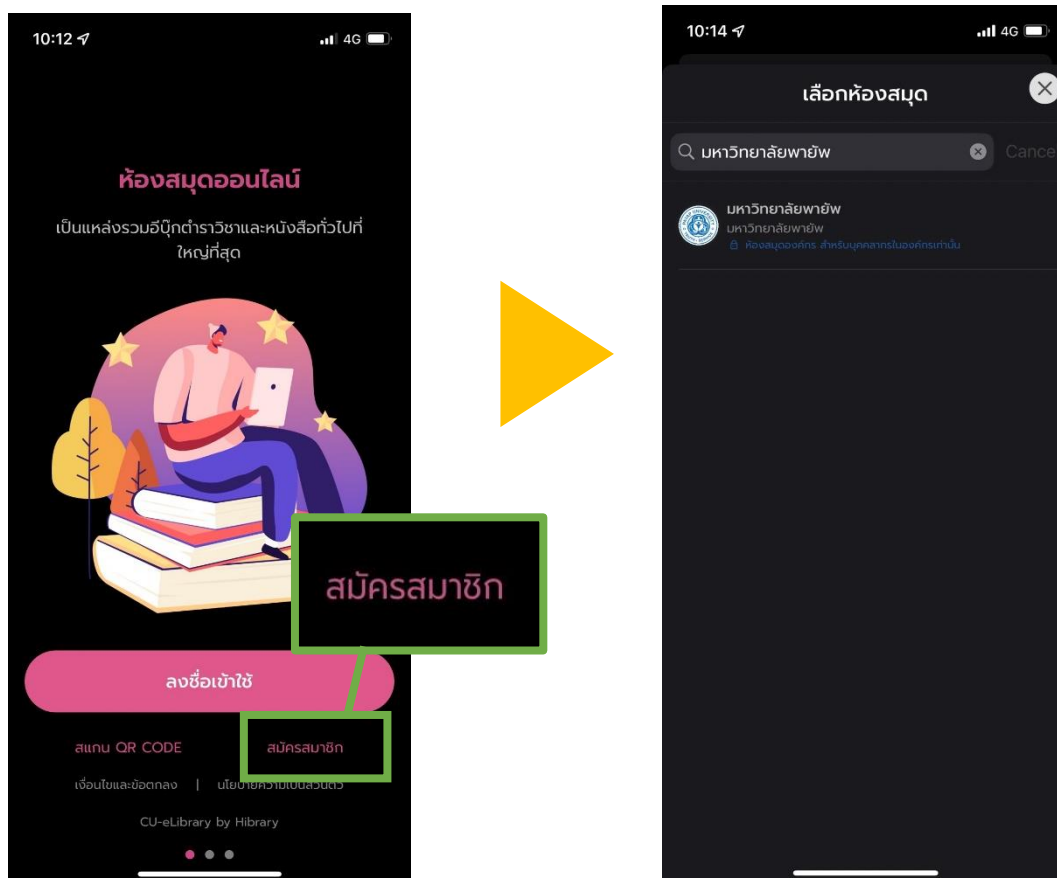 10:12
4G
ห้องสมุดออนไลน์
เป็นแหล่งรวมอีบุ๊กตำราวิชาและหนังสือทั่วไปที่
ใหญ่ที่สุด
สมัครสมาชิก
ลงชื่อเข้าใช้
สแกน QR CODE
สมัครสมาชิก
เงื่อนไขและข้อตกลง | นโยบายความเป็นส่วนตัว
CU-eLibrary by Hibrary
10:14
4G
เลือกห้องสมุด
มหาวิทยาลัยพายัพ
Cance
มหาวิทยาลัยพายัพ
มหาวิทยาลัยพายัพ
ห้องสมุดองค์กร สำหรับบุคคลากรในองค์กรเท่านั้น